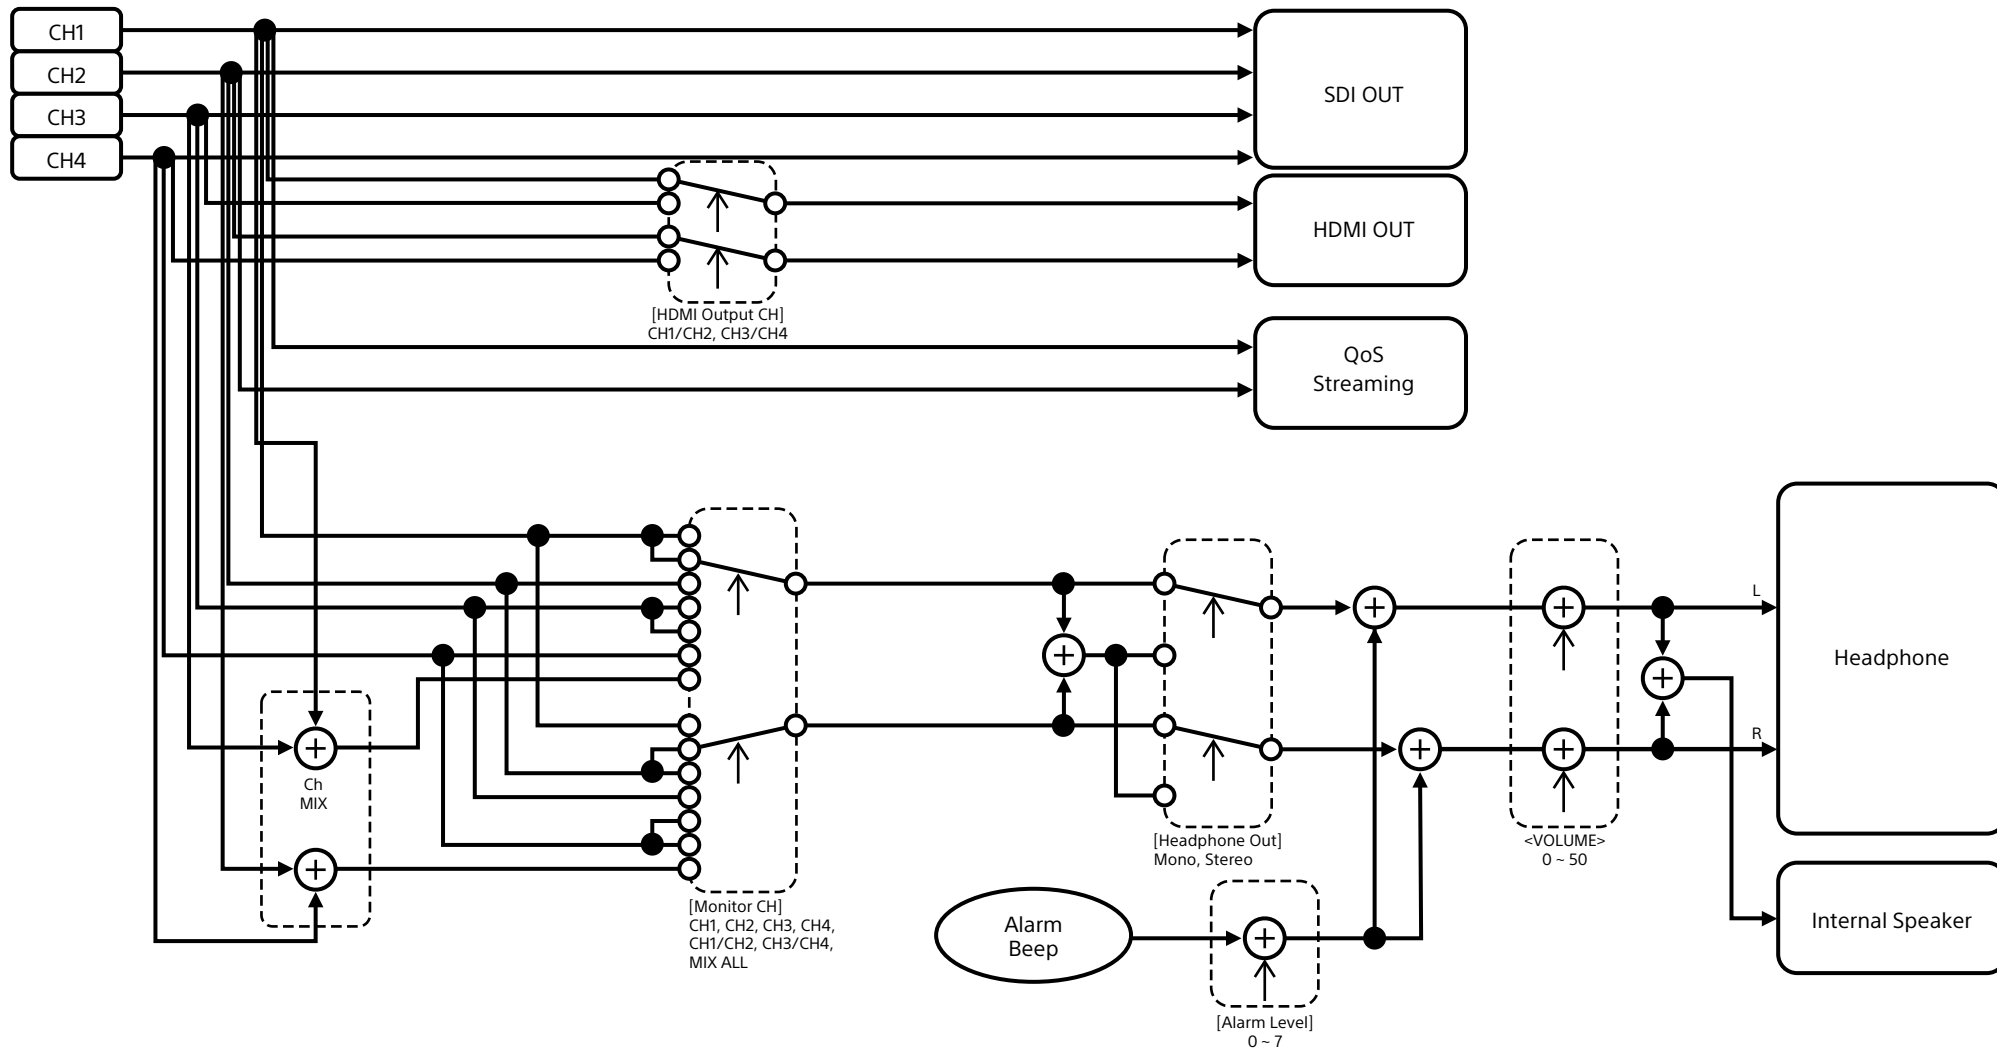 CH1
CH2
CH3
CH4
SDI OUT
HDMI OUT
[HDMI Output CH]
CH1/CH2, CH3/CH4
QoS
Streaming
L
R
Headphone
Ch
MIX
[Headphone Out]
Mono, Stereo
<VOLUME>
0 ~ 50
[Monitor CH]
CH1, CH2, CH3, CH4,
CH1/CH2, CH3/CH4,
MIX ALL
Alarm
Beep
Internal Speaker
[Alarm Level]
0 ~ 7